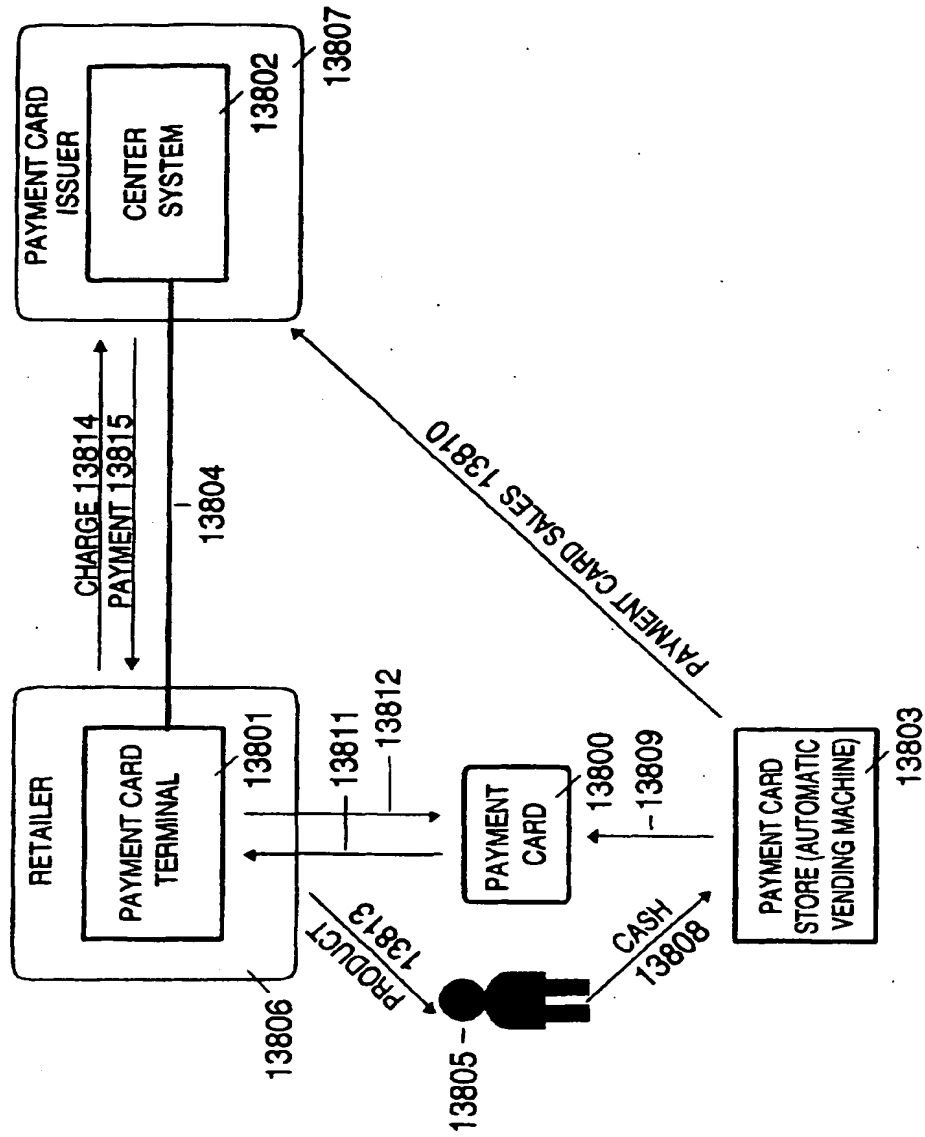 RETAILER
PAYMENT CARD
TERMINAL
13801
13806
CHARGE 13814
PAYMENT 13815
13804
PAYMENT CARD
ISSUER
CENTER
SYSTEM
13802
13807
13811
13812
PRODUCT
13813
13805
PAYMENT
CARD
13800
13809
CASH
13808
PAYMENT CARD
STORE (AUTOMATIC
VENDING MACHINE)
13803
PAYMENT CARD SALES 13810